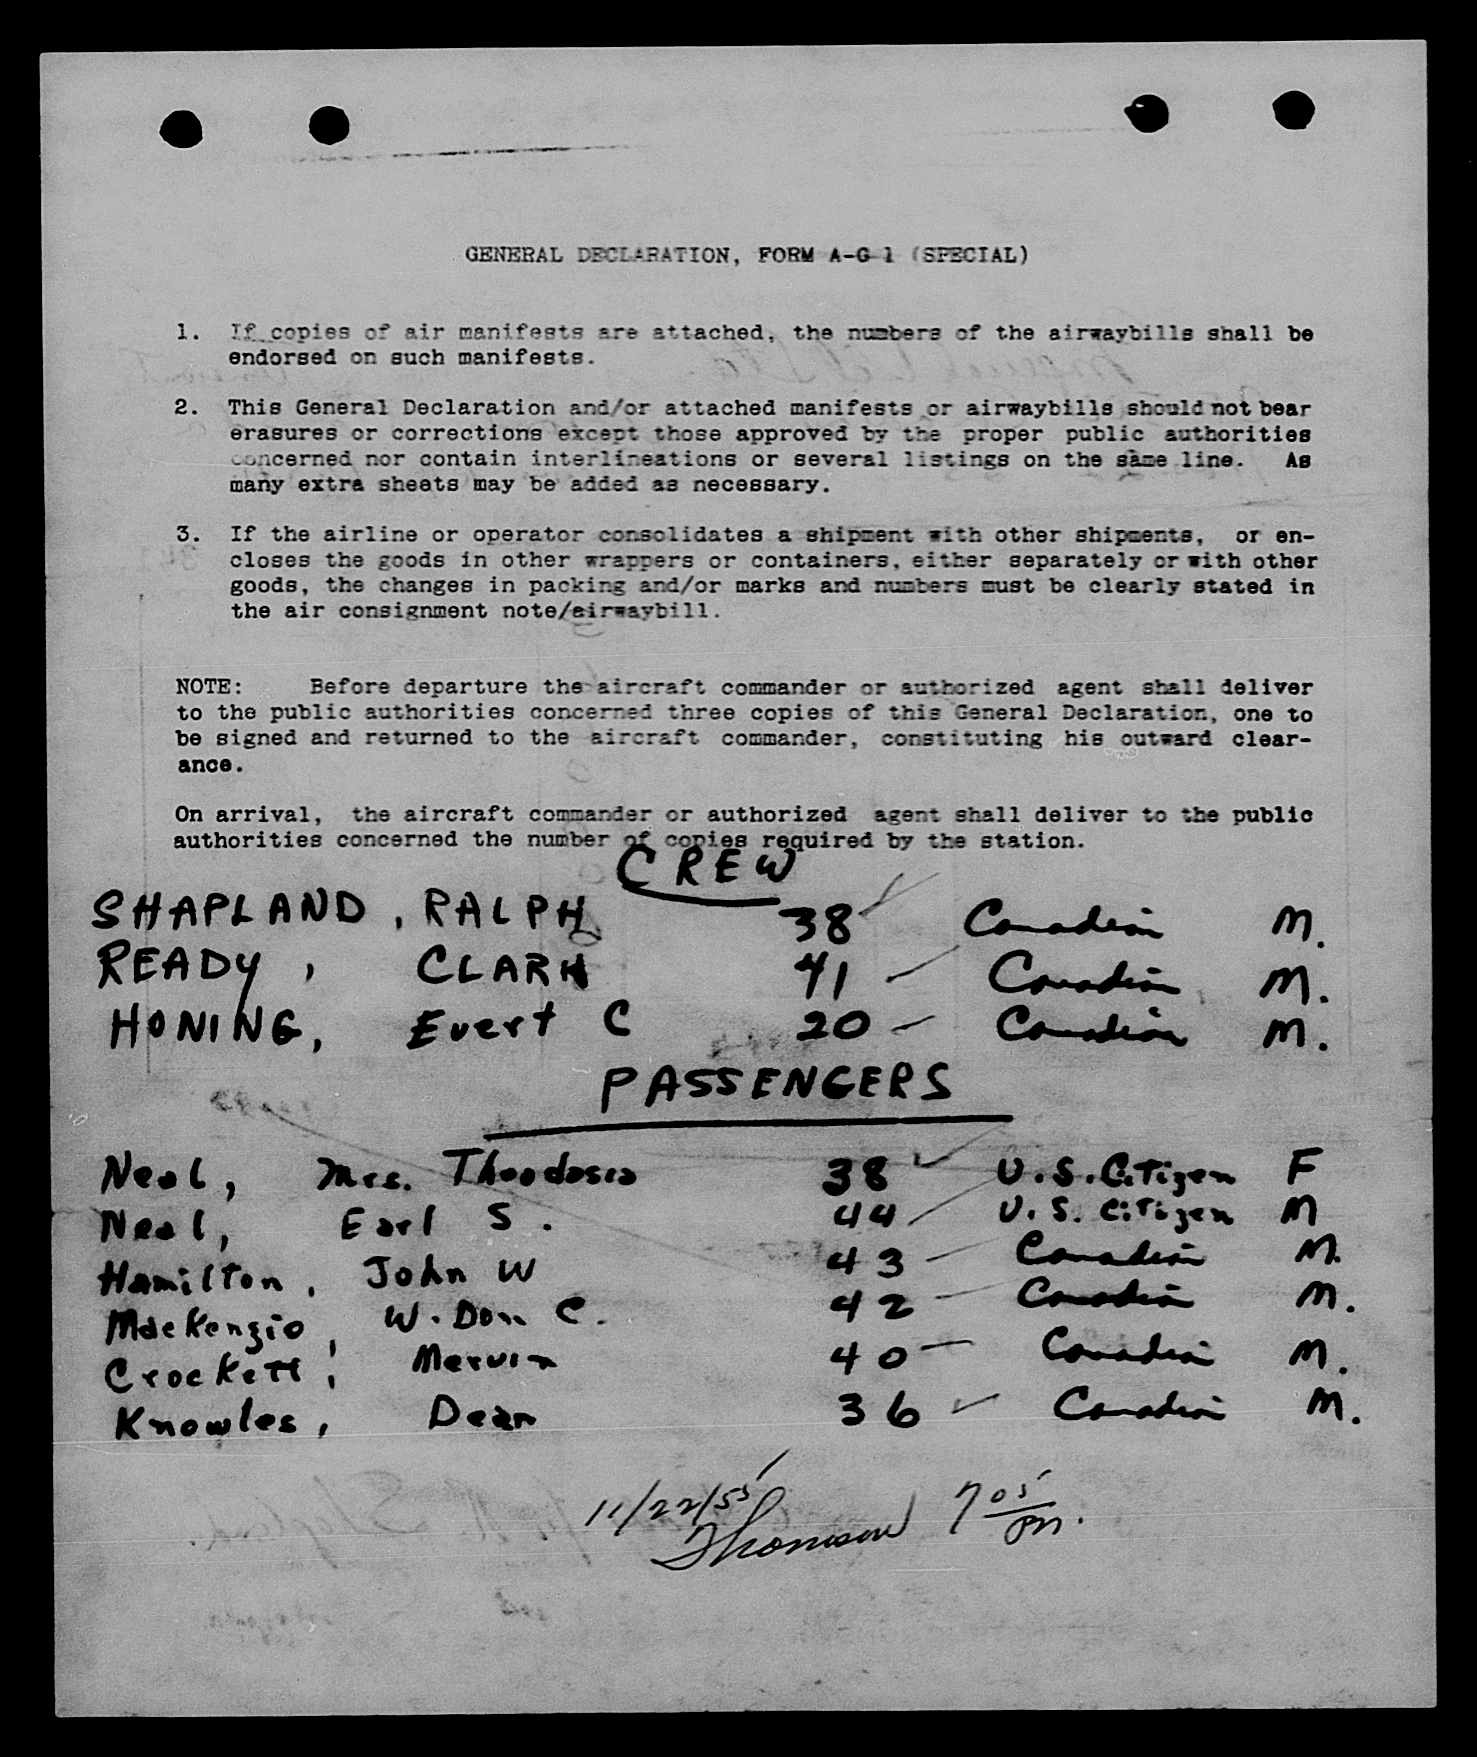 GENERAL DECLARATION, FORM A-G 1 (SPECIAL)
1. If copies of air manifests are attached, the numbers of the airwaybills shall be
endorsed on such manifests.
2. This General Declaration and/or attached manifests or airwaybills should not bear
erasures or corrections except those approved by the proper public authorities
concerned nor contain interlineations or several listings on the same line. As
many extra sheets may be added as necessary.
3. If the airline or operator consolidates a shipment with other shipments, or en-
closes the goods in other wrappers or containers, either separately or with other
goods, the changes in packing and/or marks and numbers must be clearly stated in
the air consignment note/airwaybill.
NOTE: Before departure the aircraft commander or authorized agent shall deliver
to the public authorities concerned three copies of this General Declaration, one to
be signed and returned to the aircraft commander, constituting his outward clear-
ance.
On arrival, the aircraft commander or authorized agent shall deliver to the public
authorities concerned the number of copies required by the station.
CREW
SHAPLAND, RALPH 38 Canadian M.
READY, CLARK 41 Canadian M.
HONING, Evert C 20 Canadian M.
PASSENGERS
Neal, Mrs. Theodosia 38 U.S. Citizen F
Neal, Earl S. 44 U.S. Citizen M
Hamilton, John W 43 Canadian M.
MacKenzie, W. Don C. 42 Canadian M.
Crockett, Mervin 40 Canadian M.
Knowles, Dean 36 Canadian M.
11/22/55
Thomson 7 05 PM.